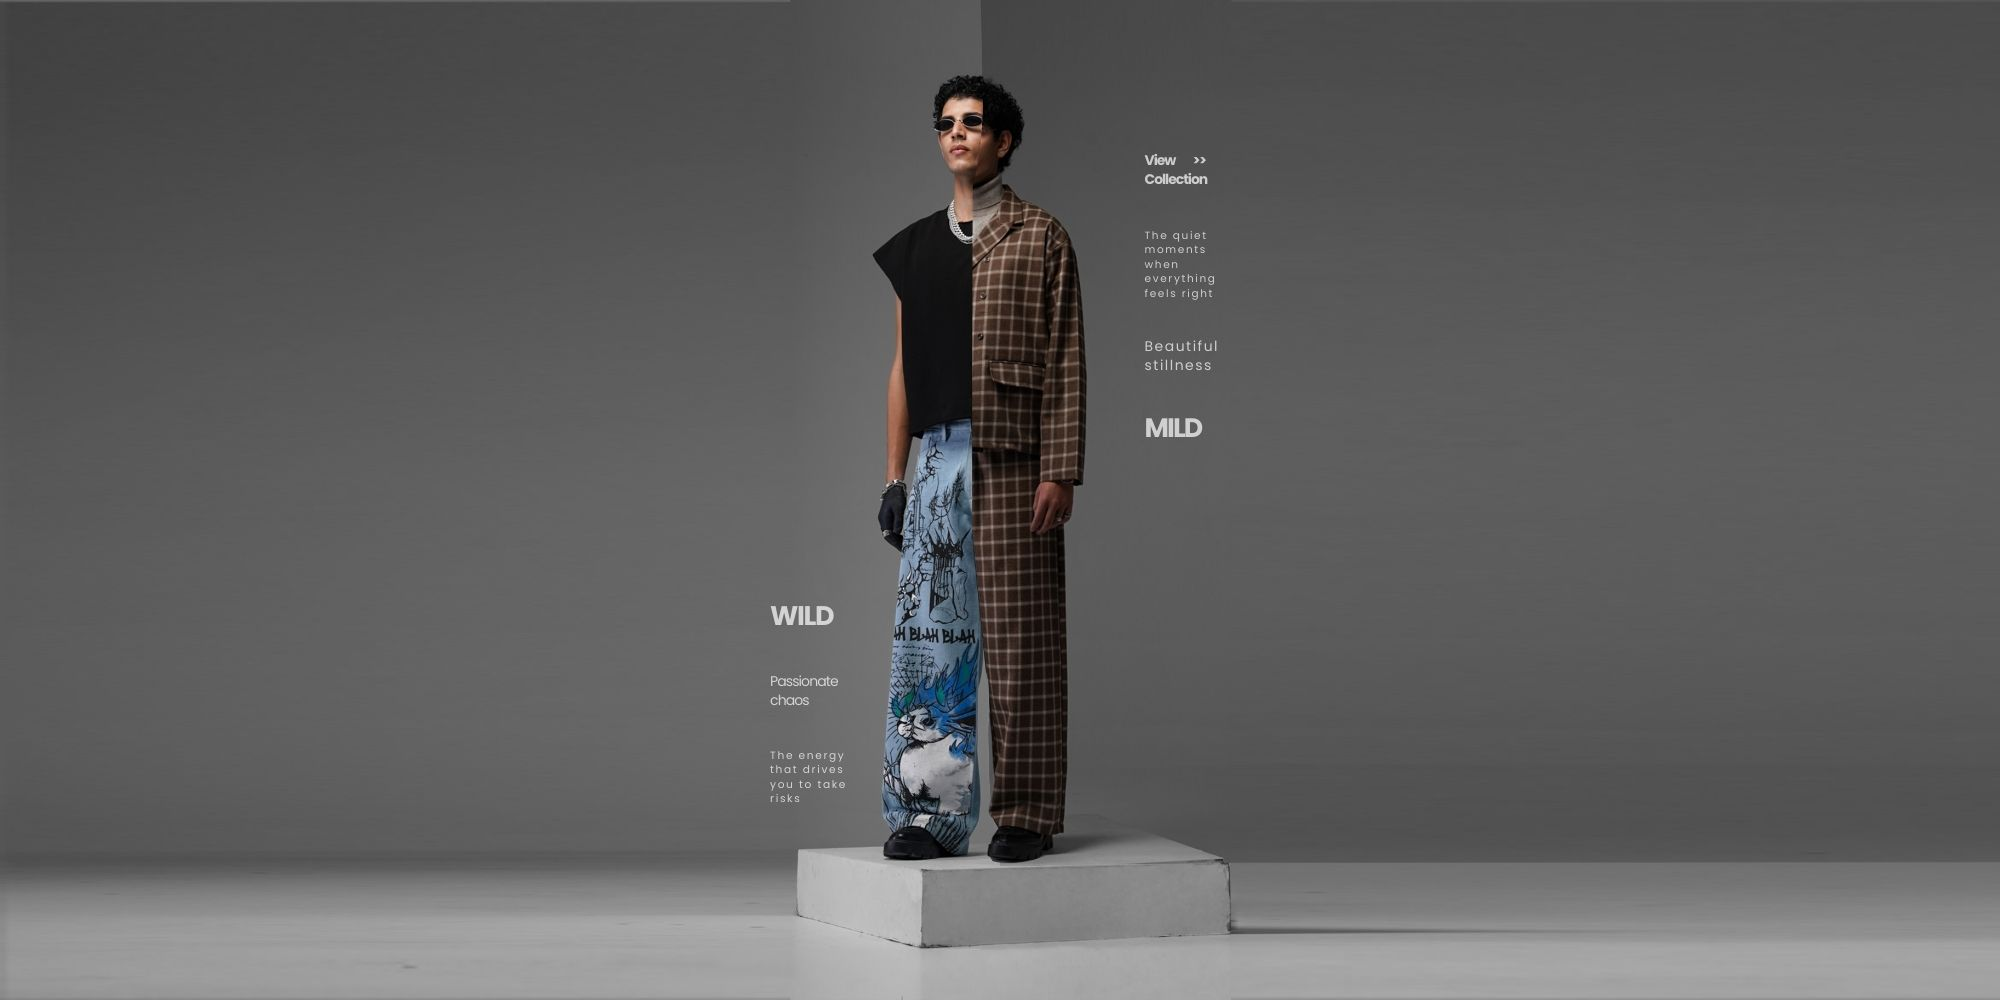 View >>
Collection
The quiet
moments
when
everything
feels right
Beautiful
stillness
MILD
WILD
Passionate
chaos
The energy
that drives
you to take
risks
BLAH BLAH